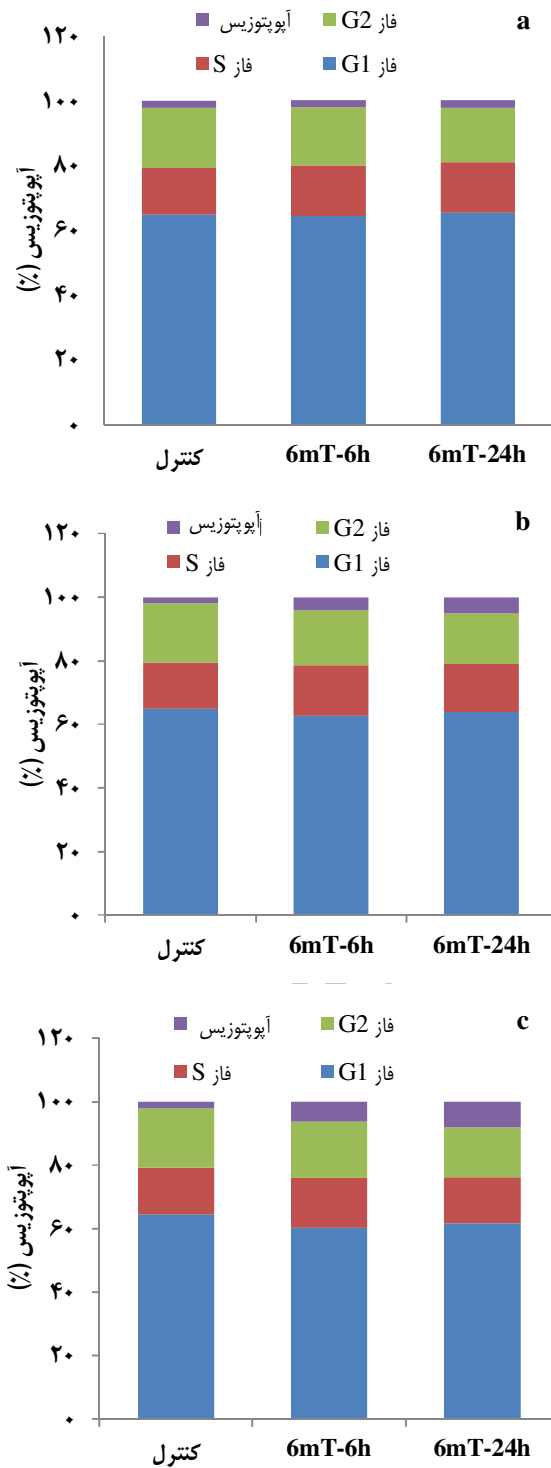 a
آپوپتوزیس فاز G2
فاز S فاز G1
آپوپتوزیس (%)
۱۲۰
۱۰۰
۸۰
۶۰
۴۰
۲۰
۰
کنترل 6mT-6h 6mT-24h
b
آپوپتوزیس فاز G2
فاز S فاز G1
آپوپتوزیس (%)
۱۲۰
۱۰۰
۸۰
۶۰
۴۰
۲۰
۰
کنترل 6mT-6h 6mT-24h
c
آپوپتوزیس فاز G2
فاز S فاز G1
آپوپتوزیس (%)
۱۲۰
۱۰۰
۸۰
۶۰
۴۰
۲۰
۰
کنترل 6mT-6h 6mT-24h